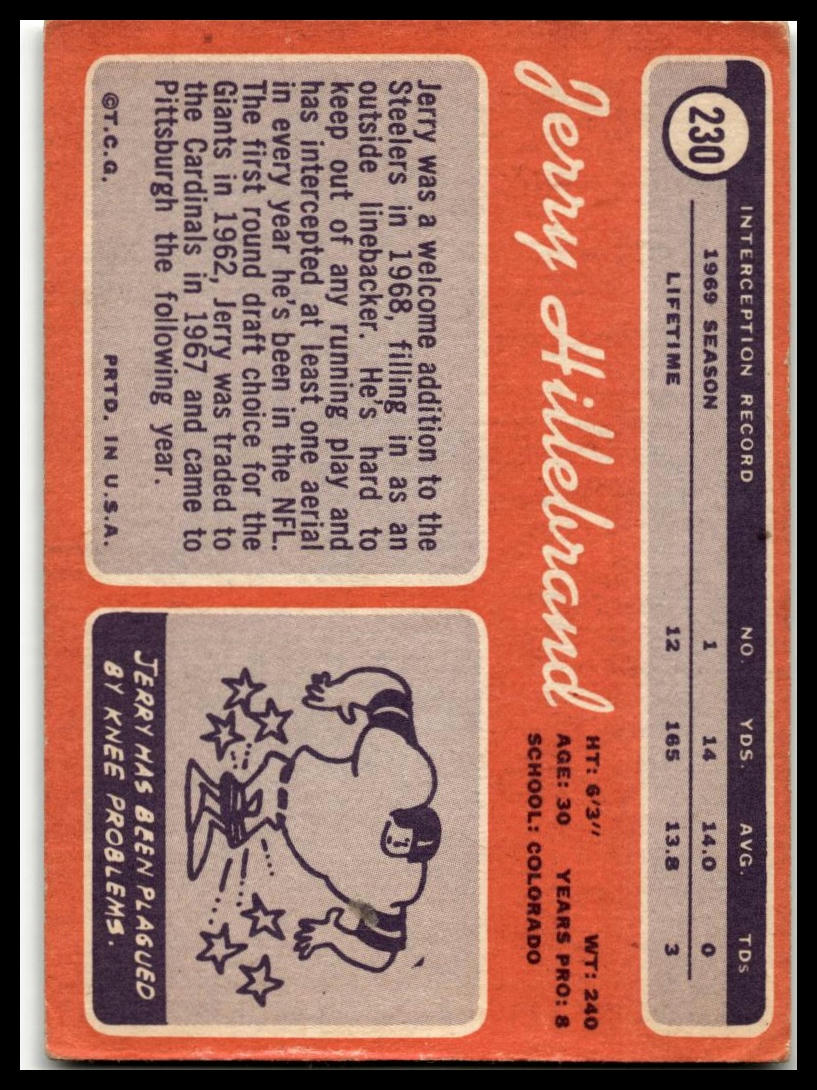 230
INTERCEPTION RECORD NO. YDS. AVG. TDs
1969 SEASON 1 14 14.0 0
LIFETIME 12 165 13.8 3
Jerry Hillebrand
HT: 6'3" WT: 240
AGE: 30 YEARS PRO: 8
SCHOOL: COLORADO
Jerry was a welcome addition to the
Steelers in 1968, filling in as an
outside linebacker. He's hard to
keep out of any running play and
has intercepted at least one aerial
in every year he's been in the NFL.
The first round draft choice for the
Giants in 1962, Jerry was traded to
the Cardinals in 1967 and came to
Pittsburgh the following year.
©T.C.G. PRTD. IN U.S.A.
JERRY HAS BEEN PLAGUED
BY KNEE PROBLEMS.